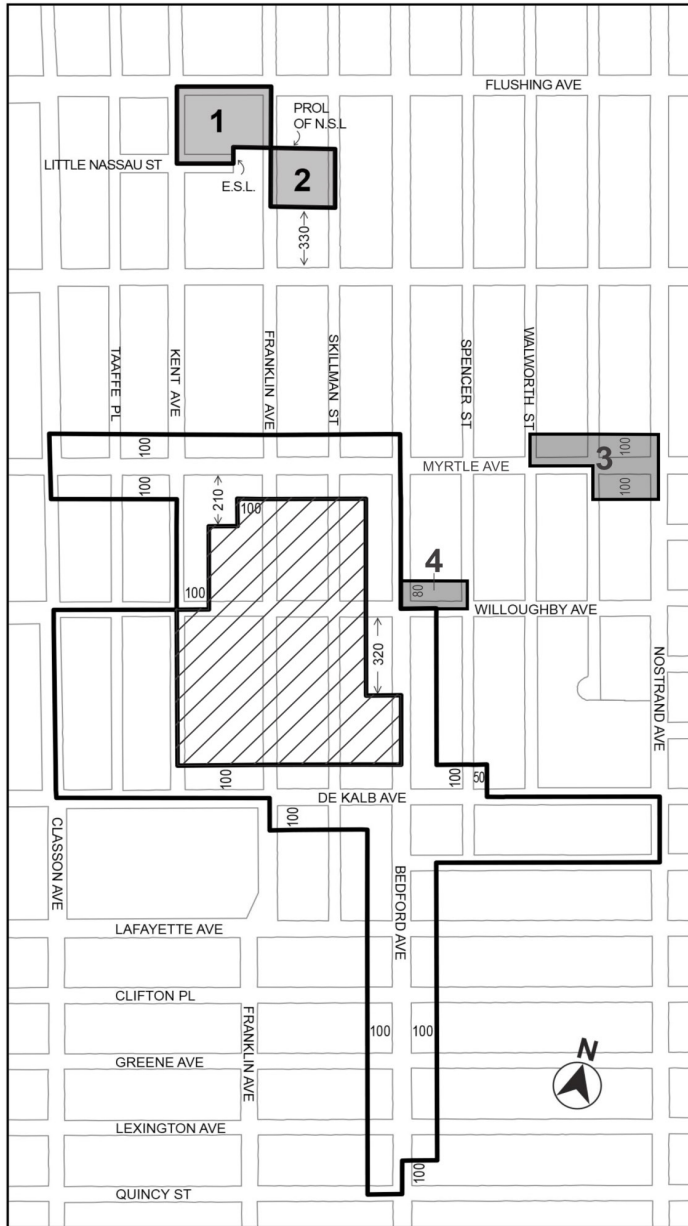 FLUSHING AVE
1
PROL
OF N.S.L
LITTLE NASSAU ST
E.S.L.
2
330
TAAFFE PL
KENT AVE
FRANKLIN AVE
SKILLMAN ST
SPENCER ST
WALWORTH ST
100
100
3
MYRTLE AVE
100
210
100
100
4
80
100
WILLOUGHBY AVE
320
NOSTRAND AVE
100
100
50
DE KALB AVE
100
CLASSON AVE
BEDFORD AVE
LAFAYETTE AVE
CLIFTON PL
FRANKLIN AVE
100
100
N
GREENE AVE
LEXINGTON AVE
100
QUINCY ST